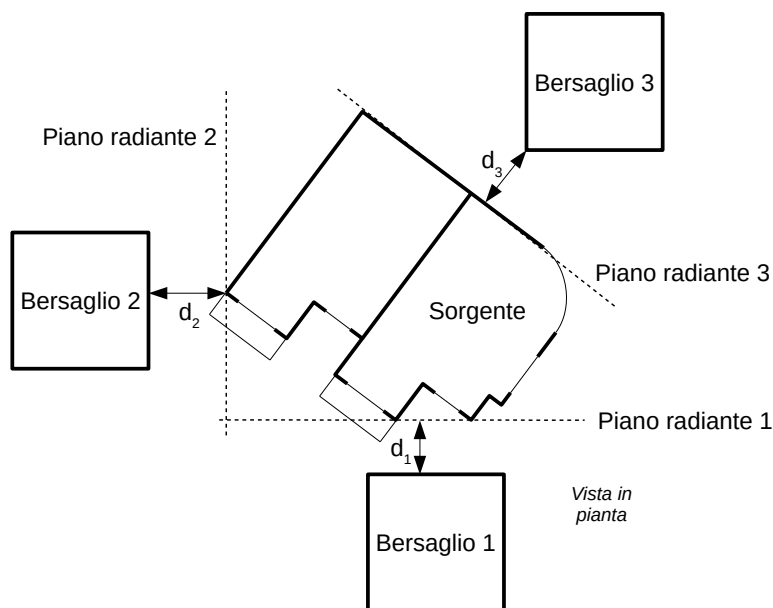 Bersaglio 3
Piano radiante 2
d3
Piano radiante 3
Bersaglio 2
d2
Sorgente
Piano radiante 1
d1
Vista in
pianta
Bersaglio 1